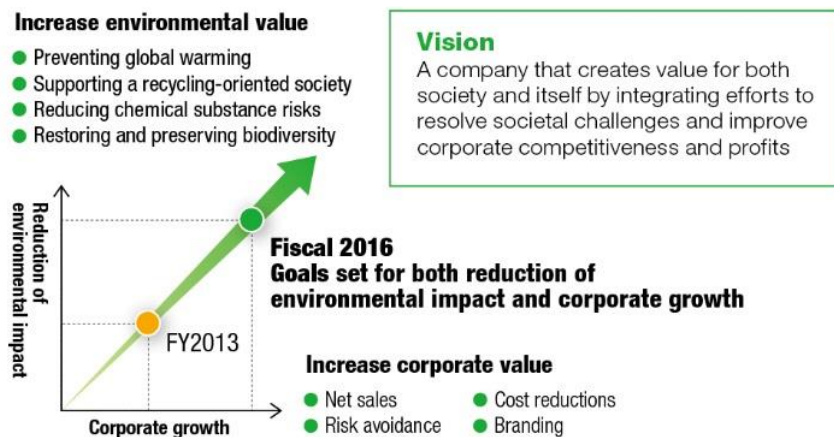 Increase environmental value
Preventing global warming
Supporting a recycling-oriented society
Reducing chemical substance risks
Restoring and preserving biodiversity
Vision
A company that creates value for both
society and itself by integrating efforts to
resolve societal challenges and improve
corporate competitiveness and profits
Reduction of
environmental impact
Fiscal 2016
Goals set for both reduction of
environmental impact and corporate growth
FY2013
Corporate growth
Increase corporate value
Net sales
Risk avoidance
Cost reductions
Branding